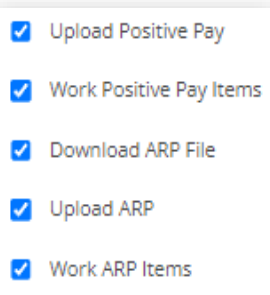 Upload Positive Pay
Work Positive Pay Items
Download ARP File
Upload ARP
Work ARP Items